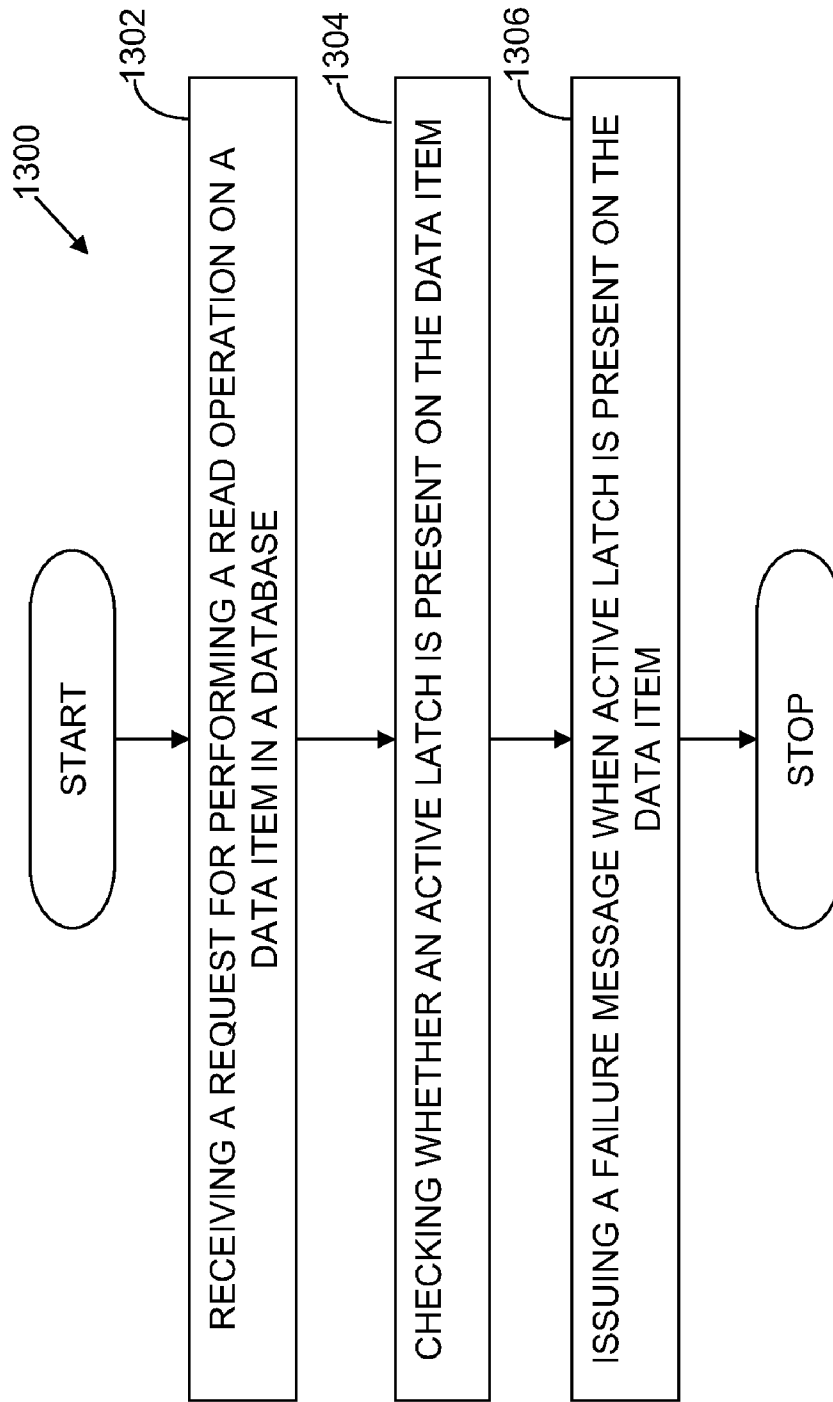 1300
START
1302
RECEIVING A REQUEST FOR PERFORMING A READ OPERATION ON A
DATA ITEM IN A DATABASE
1304
CHECKING WHETHER AN ACTIVE LATCH IS PRESENT ON THE DATA ITEM
1306
ISSUING A FAILURE MESSAGE WHEN ACTIVE LATCH IS PRESENT ON THE
DATA ITEM
STOP